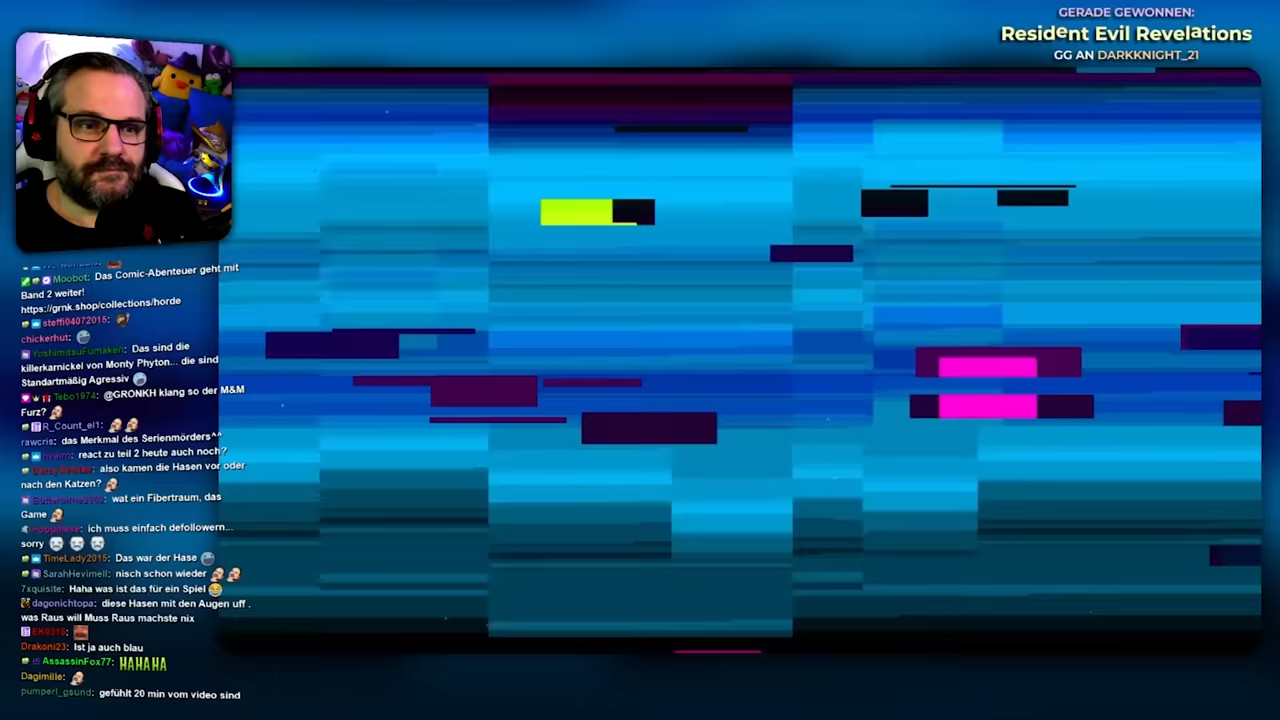 GERADE GEWONNEN:
Resident Evil Revelations
GG AN DARKKNIGHT_21
Moobot: Das Comic-Abenteuer geht mit
Band 2 weiter!
https://grnk.shop/collections/horde
steffi04072015:
chickerhut:
YoshimitsuFumaken: Das sind die
killerkarnickel von Monty Phyton... die sind
Standartmäßig Agressiv
Tebo1974: @GRONKH klang so der M&M
Furz?
R_Count_el1:
rawcris: das Merkmal des Serienmörders^^
react zu teil 2 heute auch noch?
also kamen die Hasen vor oder
nach den Katzen?
wat ein Fibertraum, das
Game
ich muss einfach defollowern...
sorry
TimeLady2015: Das war der Hase
SarahHevimell: nisch schon wieder
7xquisite: Haha was ist das für ein Spiel
dagonichtopa: diese Hasen mit den Augen uff .
was Raus will Muss Raus machste nix
EK0316:
Drakoni23: Ist ja auch blau
AssassinFox77: HAHAHA
Dagimille:
pumperl_gsund: gefühlt 20 min vom video sind